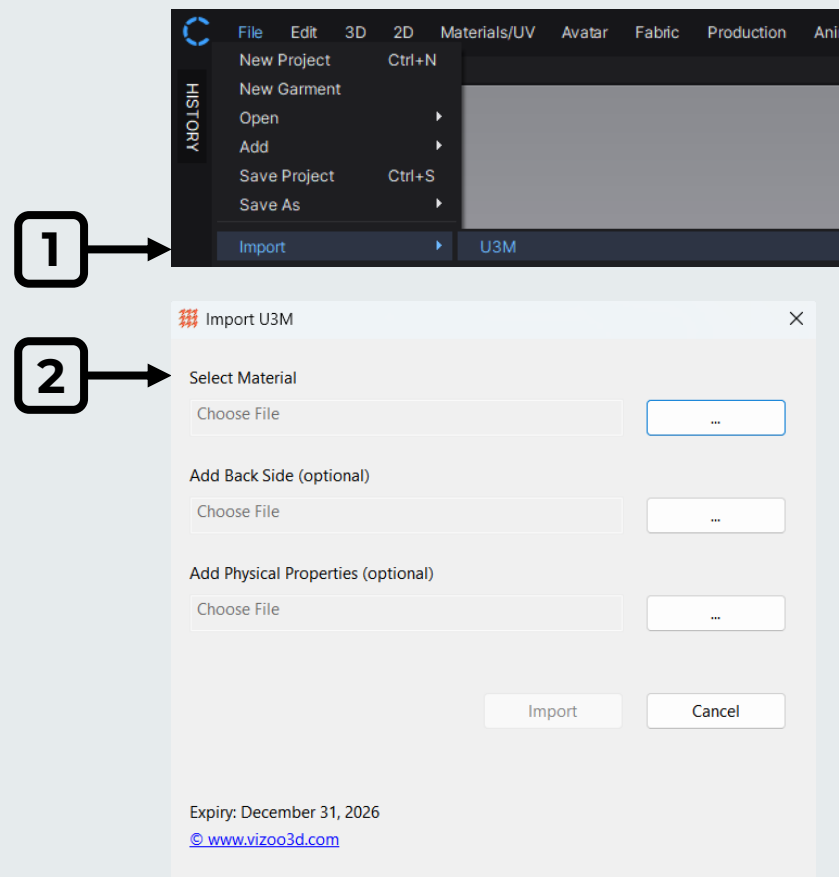 File Edit 3D 2D Materials/UV Avatar Fabric Production Ani
HISTORY
New Project Ctrl+N
New Garment
Open
Add
Save Project Ctrl+S
Save As
1
Import U3M
Import U3M
2
Select Material
Choose File ...
Add Back Side (optional)
Choose File ...
Add Physical Properties (optional)
Choose File ...
Import Cancel
Expiry: December 31, 2026
© www.vizoo3d.com